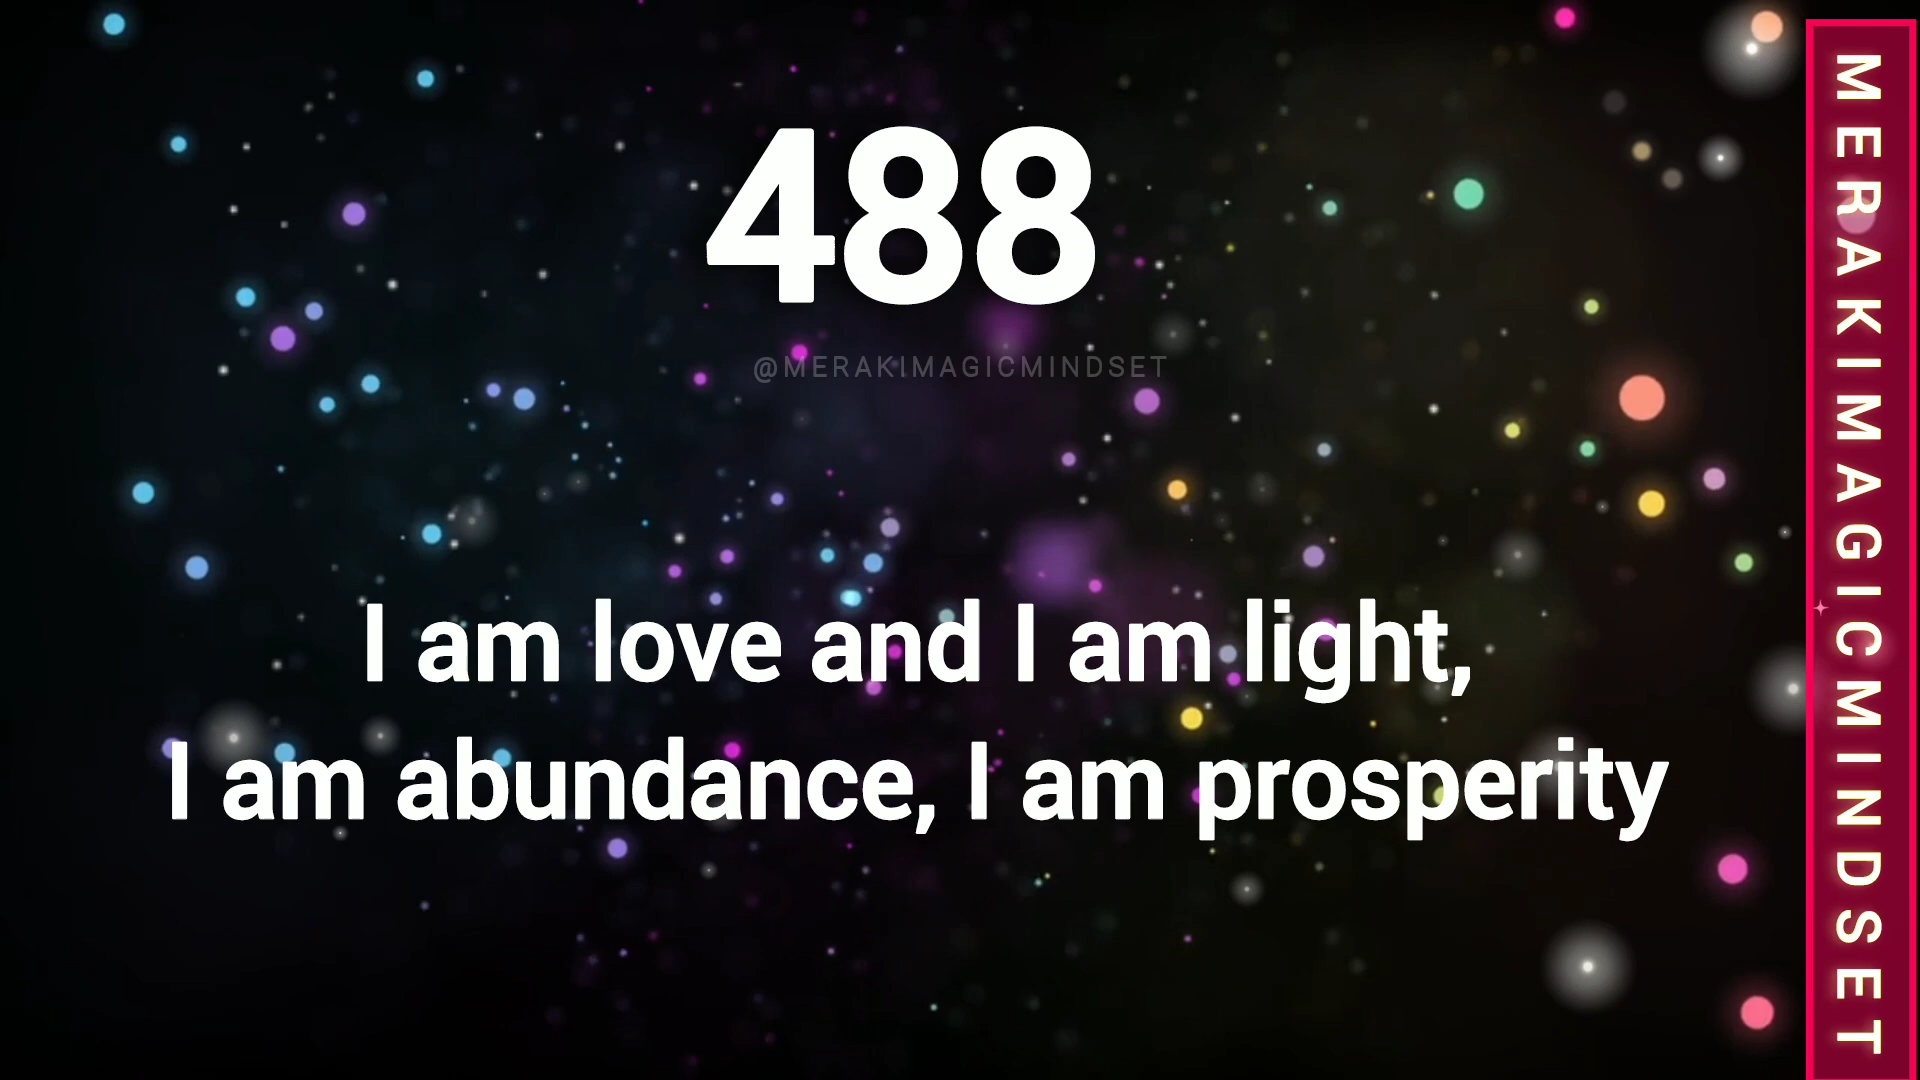 488
@MERAKIMAGICMINDSET
I am love and I am light,
I am abundance, I am prosperity
MERAKIMAGICMINDSET